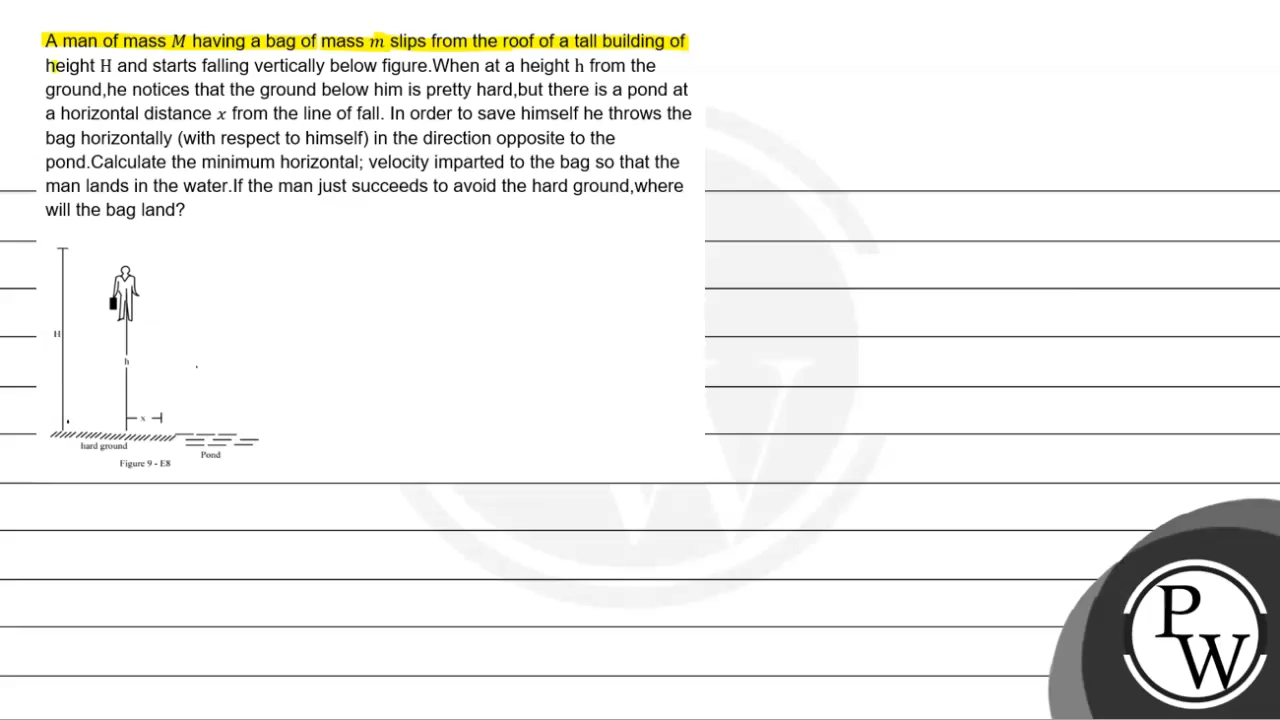 A man of mass M having a bag of mass m slips from the roof of a tall building of
height H and starts falling vertically below figure.When at a height h from the
ground,he notices that the ground below him is pretty hard,but there is a pond at
a horizontal distance x from the line of fall. In order to save himself he throws the
bag horizontally (with respect to himself) in the direction opposite to the
pond.Calculate the minimum horizontal; velocity imparted to the bag so that the
man lands in the water.If the man just succeeds to avoid the hard ground,where
will the bag land?
H
h
x
hard ground
Pond
Figure 9 - E8
P
W